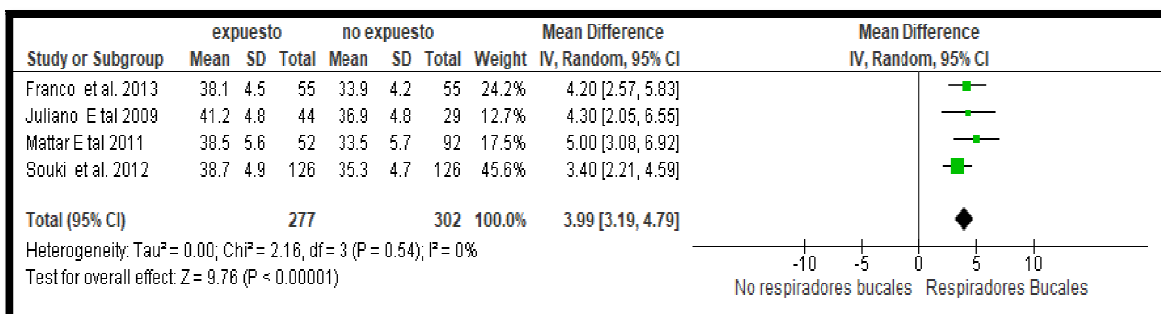 expuesto no expuesto Mean Difference Mean Difference
Study or Subgroup Mean SD Total Mean SD Total Weight IV, Random, 95% CI IV, Random, 95% CI
Franco et al. 2013 38.1 4.5 55 33.9 4.2 55 24.2% 4.20 [2.57, 5.83]
Juliano E tal 2009 41.2 4.8 44 36.9 4.8 29 12.7% 4.30 [2.05, 6.55]
Mattar E tal 2011 38.5 5.6 52 33.5 5.7 92 17.5% 5.00 [3.08, 6.92]
Souki et al. 2012 38.7 4.9 126 35.3 4.7 126 45.6% 3.40 [2.21, 4.59]
Total (95% CI) 277 302 100.0% 3.99 [3.19, 4.79]
Heterogeneity: Tau² = 0.00; Chi² = 2.16, df = 3 (P = 0.54); I² = 0%
Test for overall effect: Z = 9.76 (P < 0.00001)
-10 -5 0 5 10
No respiradores bucales Respiradores Bucales